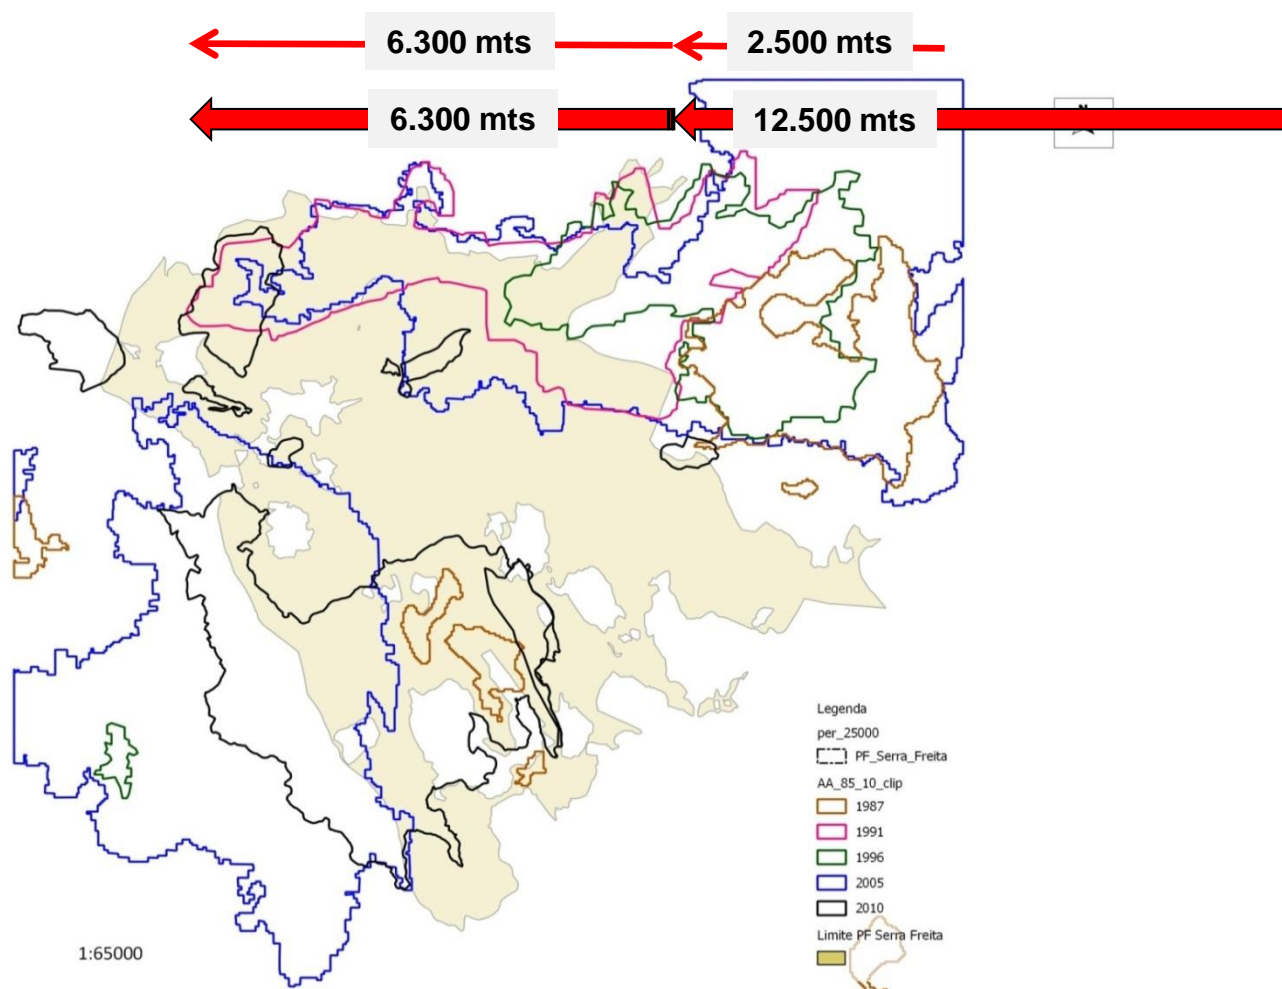 6.300 mts
2.500 mts
6.300 mts
12.500 mts
N
Legenda
per_25000
PF_Serra_Freita
AA_85_10_clip
1987
1991
1996
2005
2010
Limite PF Serra Freita
1:65000